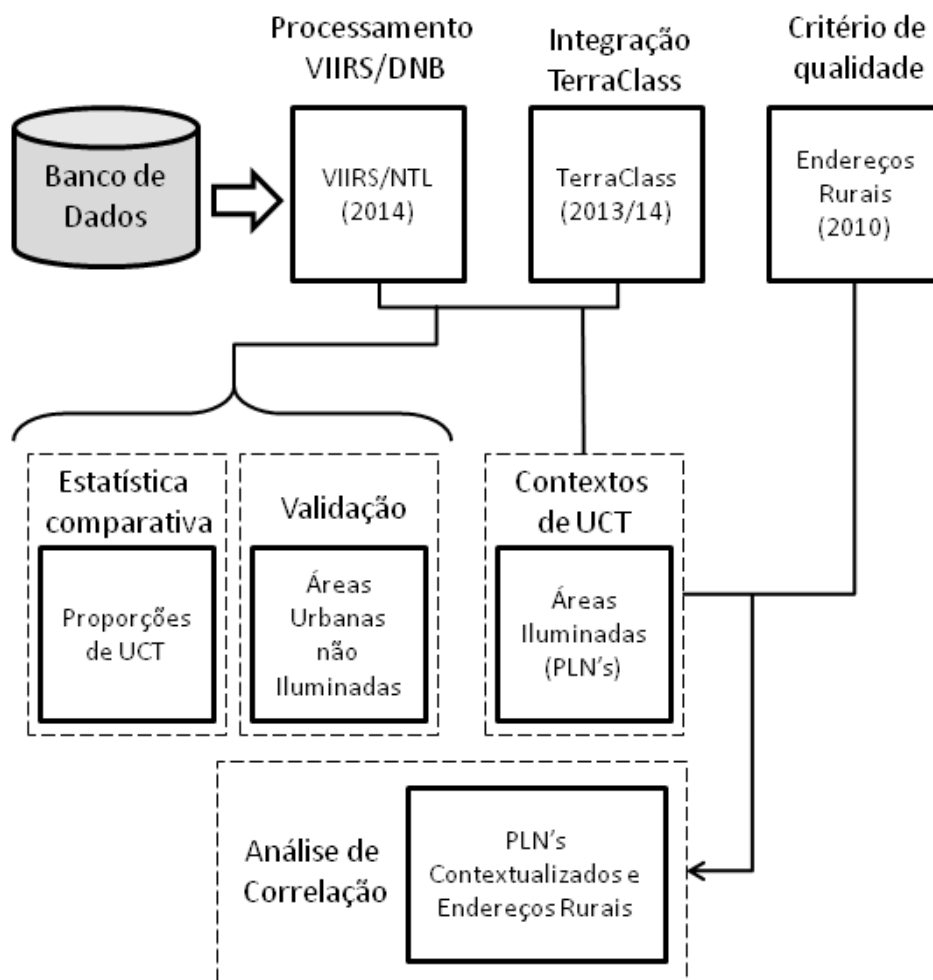 Processamento
VIIRS/DNB
Integração
TerraClass
Critério de
qualidade
Banco de
Dados
VIIRS/NTL
(2014)
TerraClass
(2013/14)
Endereços
Rurais
(2010)
Estatística
comparativa
Proporções
de UCT
Validação
Áreas
Urbanas
não
Iluminadas
Contextos
de UCT
Áreas
Iluminadas
(PLN's)
Análise de
Correlação
PLN's
Contextualizados e
Endereços Rurais